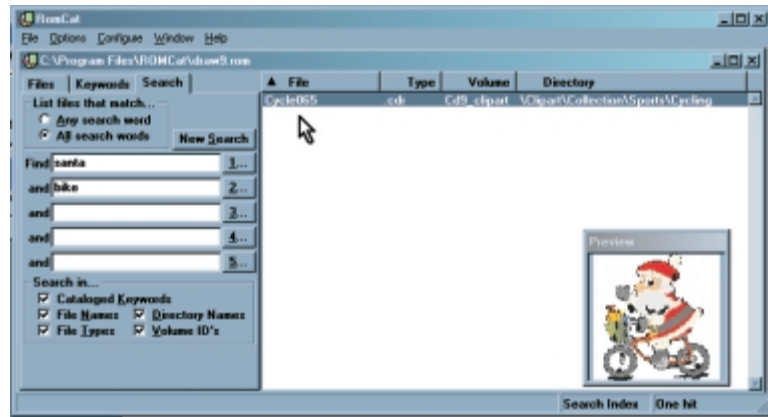 RomCat
File Options Configure Window Help
C:\Program Files\ROMCat\draw9.rom
Files Keywords Search
File Type Volume Directory
List files that match...
Any search word
All search words
New Search
Cycle065 .cdr Cd9_clipart \Clipart\Collection\Sports\Cycling
Find santa 1...
and bike 2...
and 3...
and 4...
and 5...
Preview
Search in...
Cataloged Keywords
File Names Directory Names
File Types Volume ID's
Search Index One hit